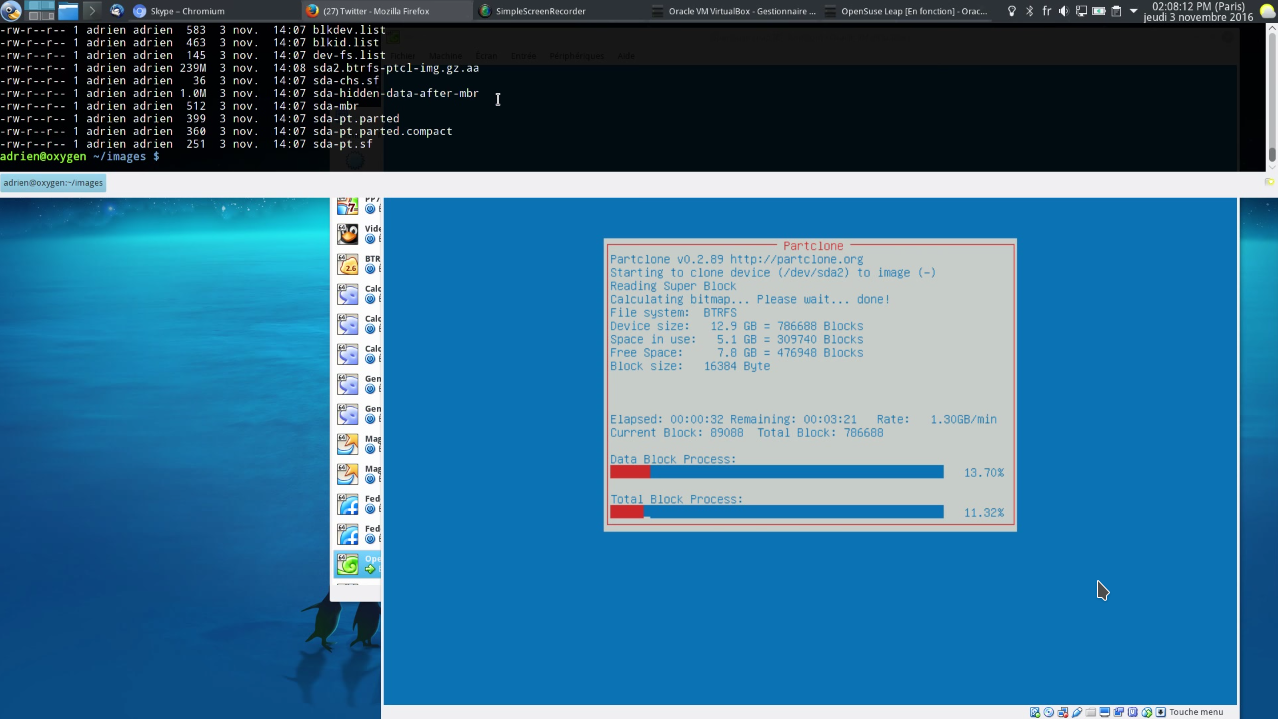 Skype – Chromium
(27) Twitter - Mozilla Firefox
SimpleScreenRecorder
Oracle VM VirtualBox - Gestionnaire ...
OpenSuse Leap [En fonction] - Orac...
fr
02:08:12 PM (Paris)
jeudi 3 novembre 2016
-rw-r--r-- 1 adrien adrien 583 3 nov. 14:07 blkdev.list
-rw-r--r-- 1 adrien adrien 463 3 nov. 14:07 blkid.list
-rw-r--r-- 1 adrien adrien 145 3 nov. 14:07 dev-fs.list
-rw-r--r-- 1 adrien adrien 239M 3 nov. 14:08 sda2.btrfs-ptcl-img.gz.aa
-rw-r--r-- 1 adrien adrien 36 3 nov. 14:07 sda-chs.sf
-rw-r--r-- 1 adrien adrien 1.0M 3 nov. 14:07 sda-hidden-data-after-mbr
-rw-r--r-- 1 adrien adrien 512 3 nov. 14:07 sda-mbr
-rw-r--r-- 1 adrien adrien 399 3 nov. 14:07 sda-pt.parted
-rw-r--r-- 1 adrien adrien 360 3 nov. 14:07 sda-pt.parted.compact
-rw-r--r-- 1 adrien adrien 251 3 nov. 14:07 sda-pt.sf
adrien@oxygen ~/images $
adrien@oxygen:~/images
Machine Écran Périphériques Aide
Vide
BTR
Calc
Calc
Calc
Gen
Gen
Mag
Mag
Fed
Fed
Ope
Partclone
Partclone v0.2.89 http://partclone.org
Starting to clone device (/dev/sda2) to image (-)
Reading Super Block
Calculating bitmap... Please wait... done!
File system: BTRFS
Device size: 12.9 GB = 786688 Blocks
Space in use: 5.1 GB = 309740 Blocks
Free Space: 7.8 GB = 476948 Blocks
Block size: 16384 Byte
Elapsed: 00:00:32 Remaining: 00:03:21 Rate: 1.30GB/min
Current Block: 89088 Total Block: 786688
Data Block Process:
13.70%
Total Block Process:
11.32%
Touche menu